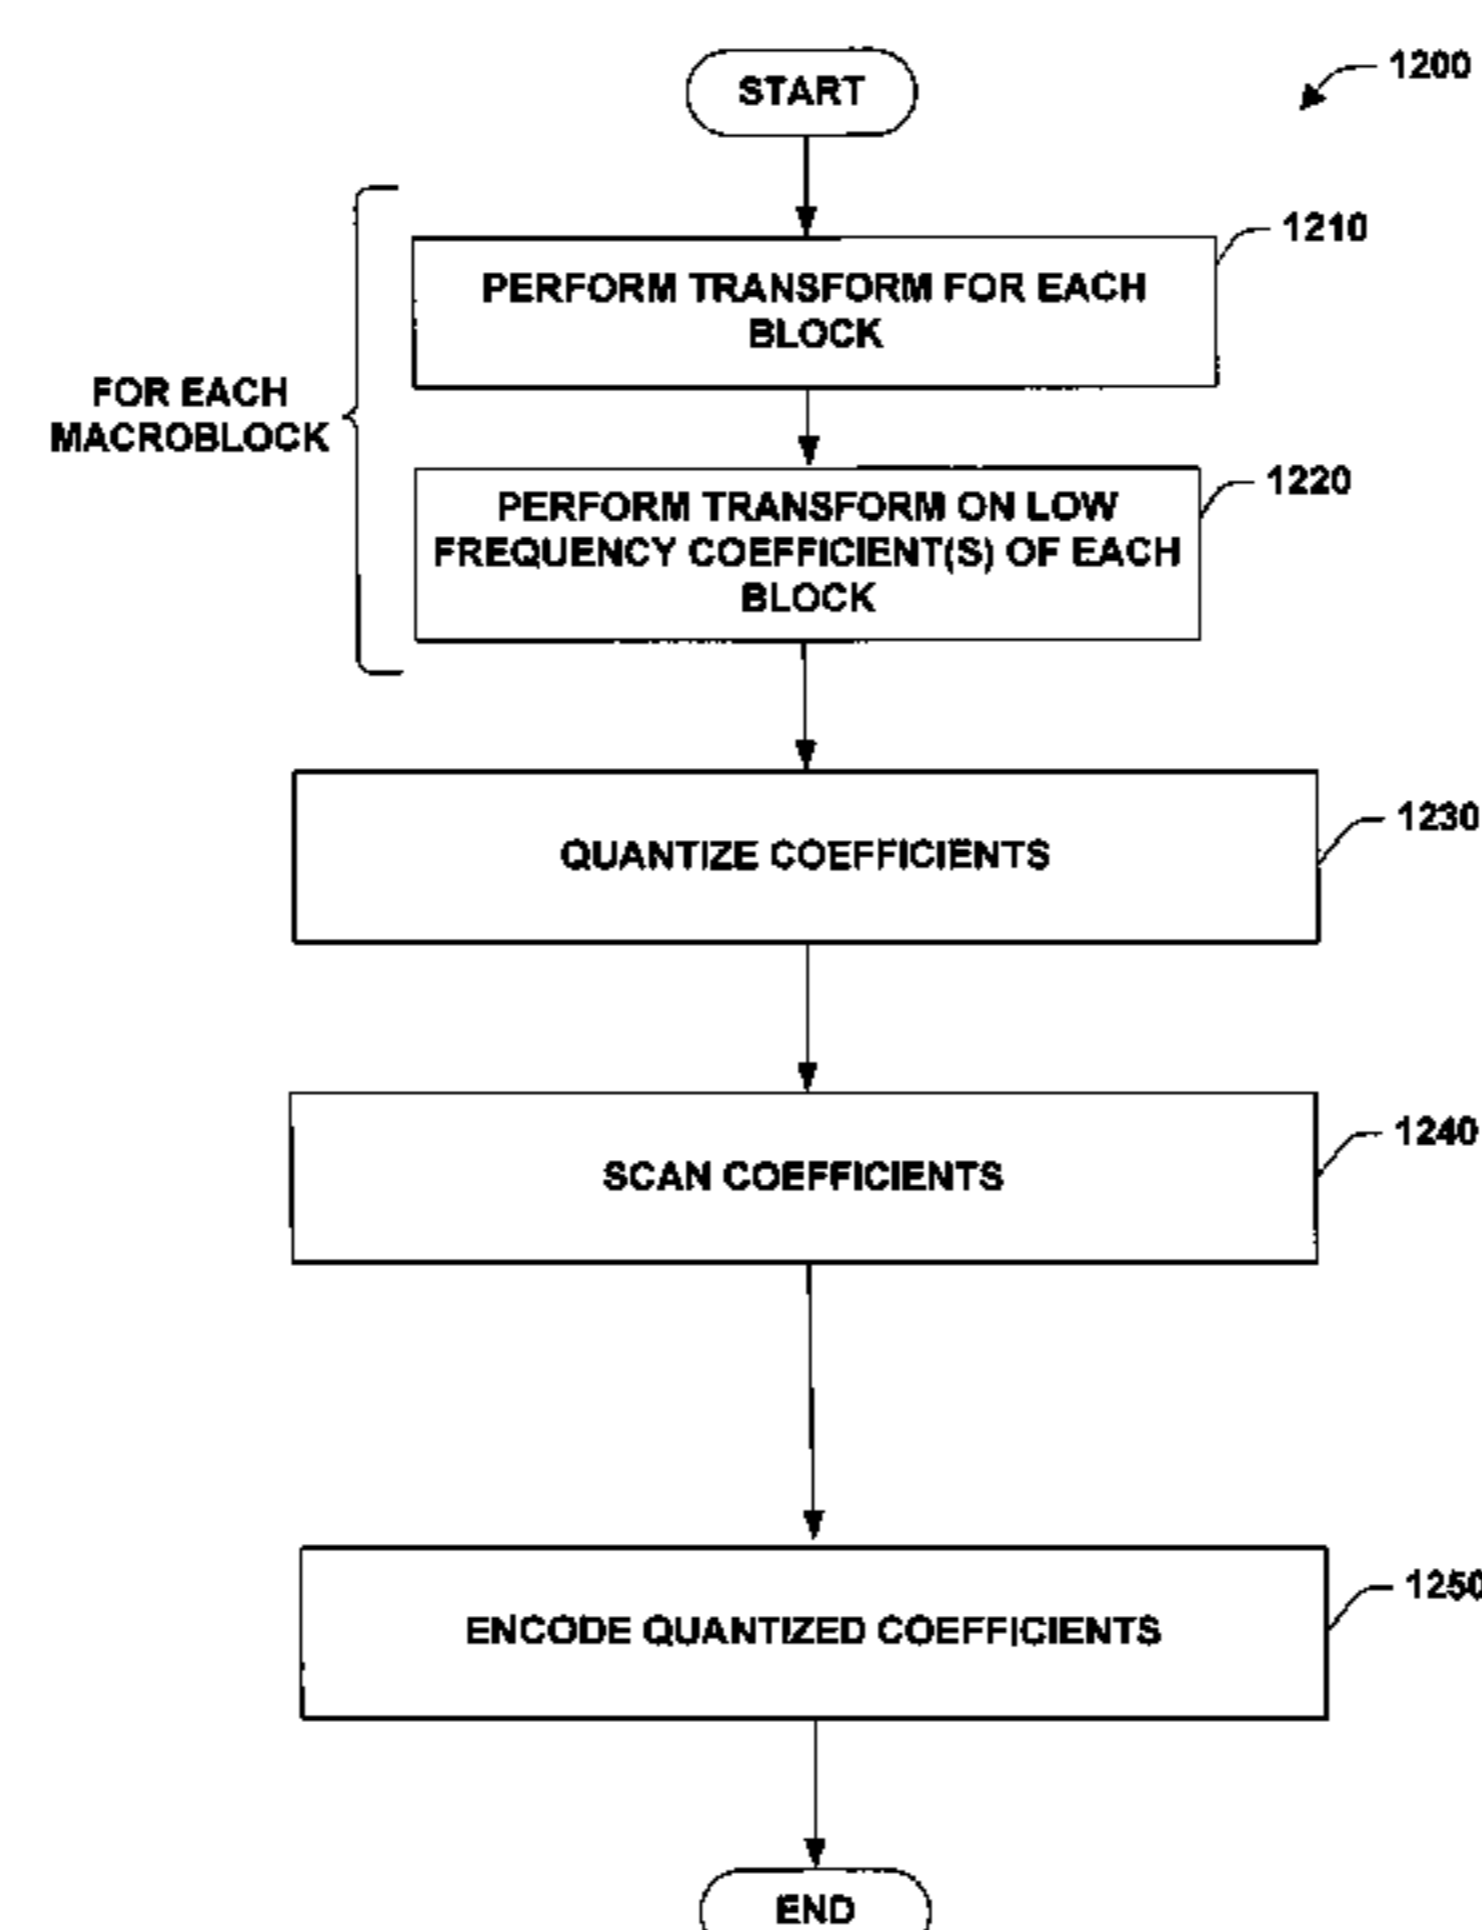 START
1200
1210
PERFORM TRANSFORM FOR EACH
BLOCK
FOR EACH
MACROBLOCK
1220
PERFORM TRANSFORM ON LOW
FREQUENCY COEFFICIENT(S) OF EACH
BLOCK
1230
QUANTIZE COEFFICIENTS
1240
SCAN COEFFICIENTS
1250
ENCODE QUANTIZED COEFFICIENTS
END